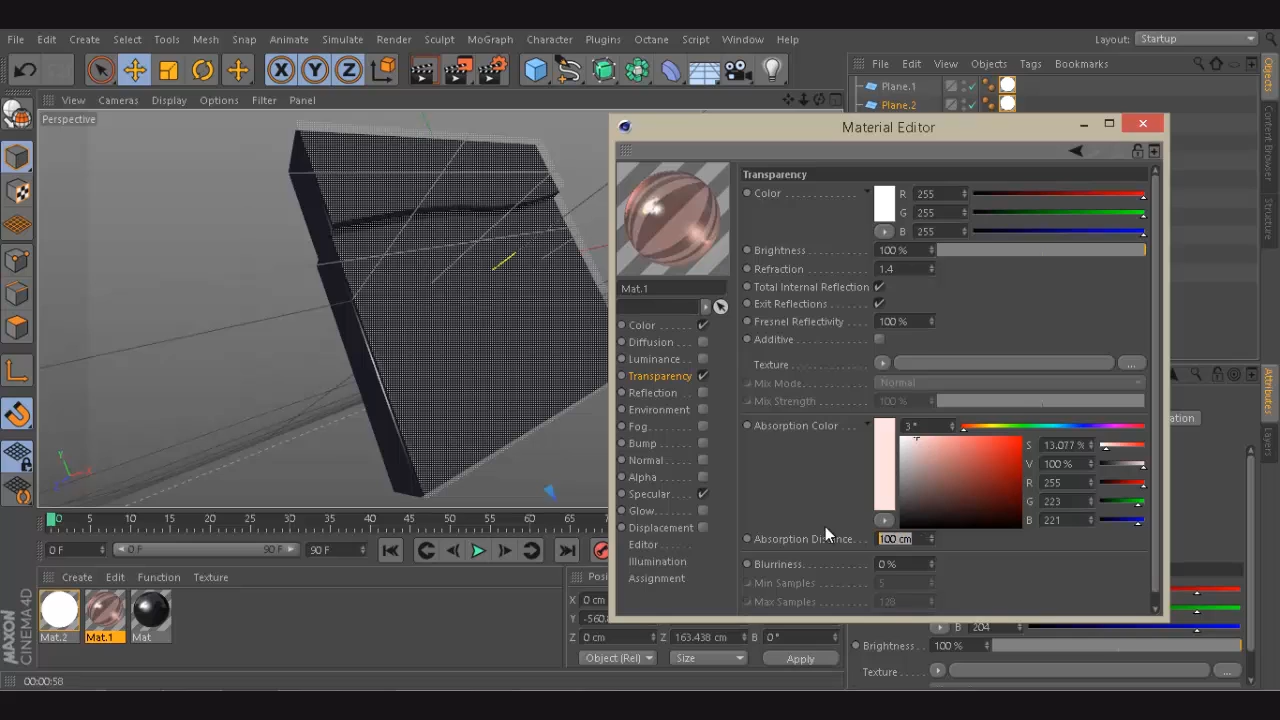 File Edit Create Select Tools Mesh Snap Animate Simulate Render Sculpt MoGraph Character Plugins Octane Script Window Help
Layout: Startup
X Y Z
File Edit View Objects Tags Bookmarks
View Cameras Display Options Filter Panel
Perspective
Plane.1
Plane.2
Objects
Content Browser
Structure
Attributes
Layers
Material Editor
Transparency
Color R 255
G 255
B 255
Brightness 100 %
Refraction 1.4
Total Internal Reflection
Exit Reflections
Fresnel Reflectivity 100 %
Additive
Texture ...
Mix Mode Normal
Mix Strength 100 %
Absorption Color 3 °
S 13.077 %
V 100 %
R 255
G 223
B 221
Absorption Distance 100 cm
Blurriness 0 %
Min Samples 5
Max Samples 128
Mat.1
Color
Diffusion
Luminance
Transparency
Reflection
Environment
Fog
Bump
Normal
Alpha
Specular
Glow
Displacement
Editor
Illumination
Assignment
Y X Z
0 5 10 15 20 25 30 35 40 45 50 55 60 65
0 F 0 F 90 F 90 F
Create Edit Function Texture
Mat.2 Mat.1 Mat
X 0 cm
Y -560.
Z 0 cm Z 163.438 cm B 0 °
Object (Rel) Size Apply
B 204
Brightness 100 %
Texture ...
MAXON
CINEMA 4D
00:00:58